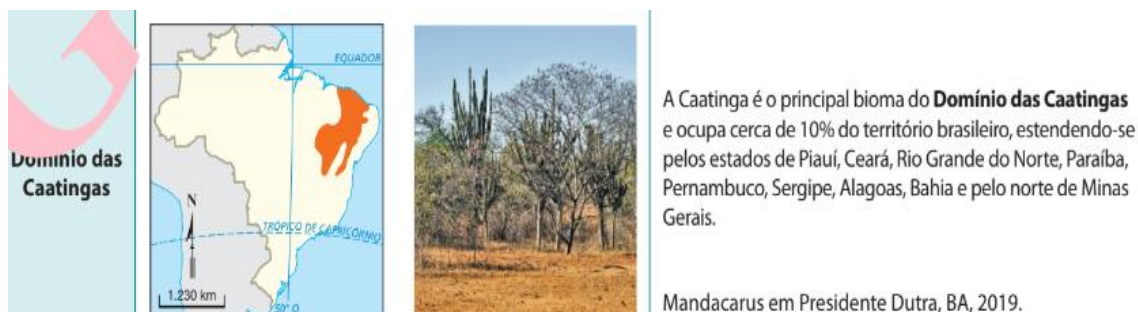 Domínio das
Caatingas
EQUADOR
N
TRÓPICO DE CAPRICÓRNIO
1.230 km
50° O
A Caatinga é o principal bioma do Domínio das Caatingas
e ocupa cerca de 10% do território brasileiro, estendendo-se
pelos estados de Piauí, Ceará, Rio Grande do Norte, Paraíba,
Pernambuco, Sergipe, Alagoas, Bahia e pelo norte de Minas
Gerais.
Mandacarus em Presidente Dutra, BA, 2019.